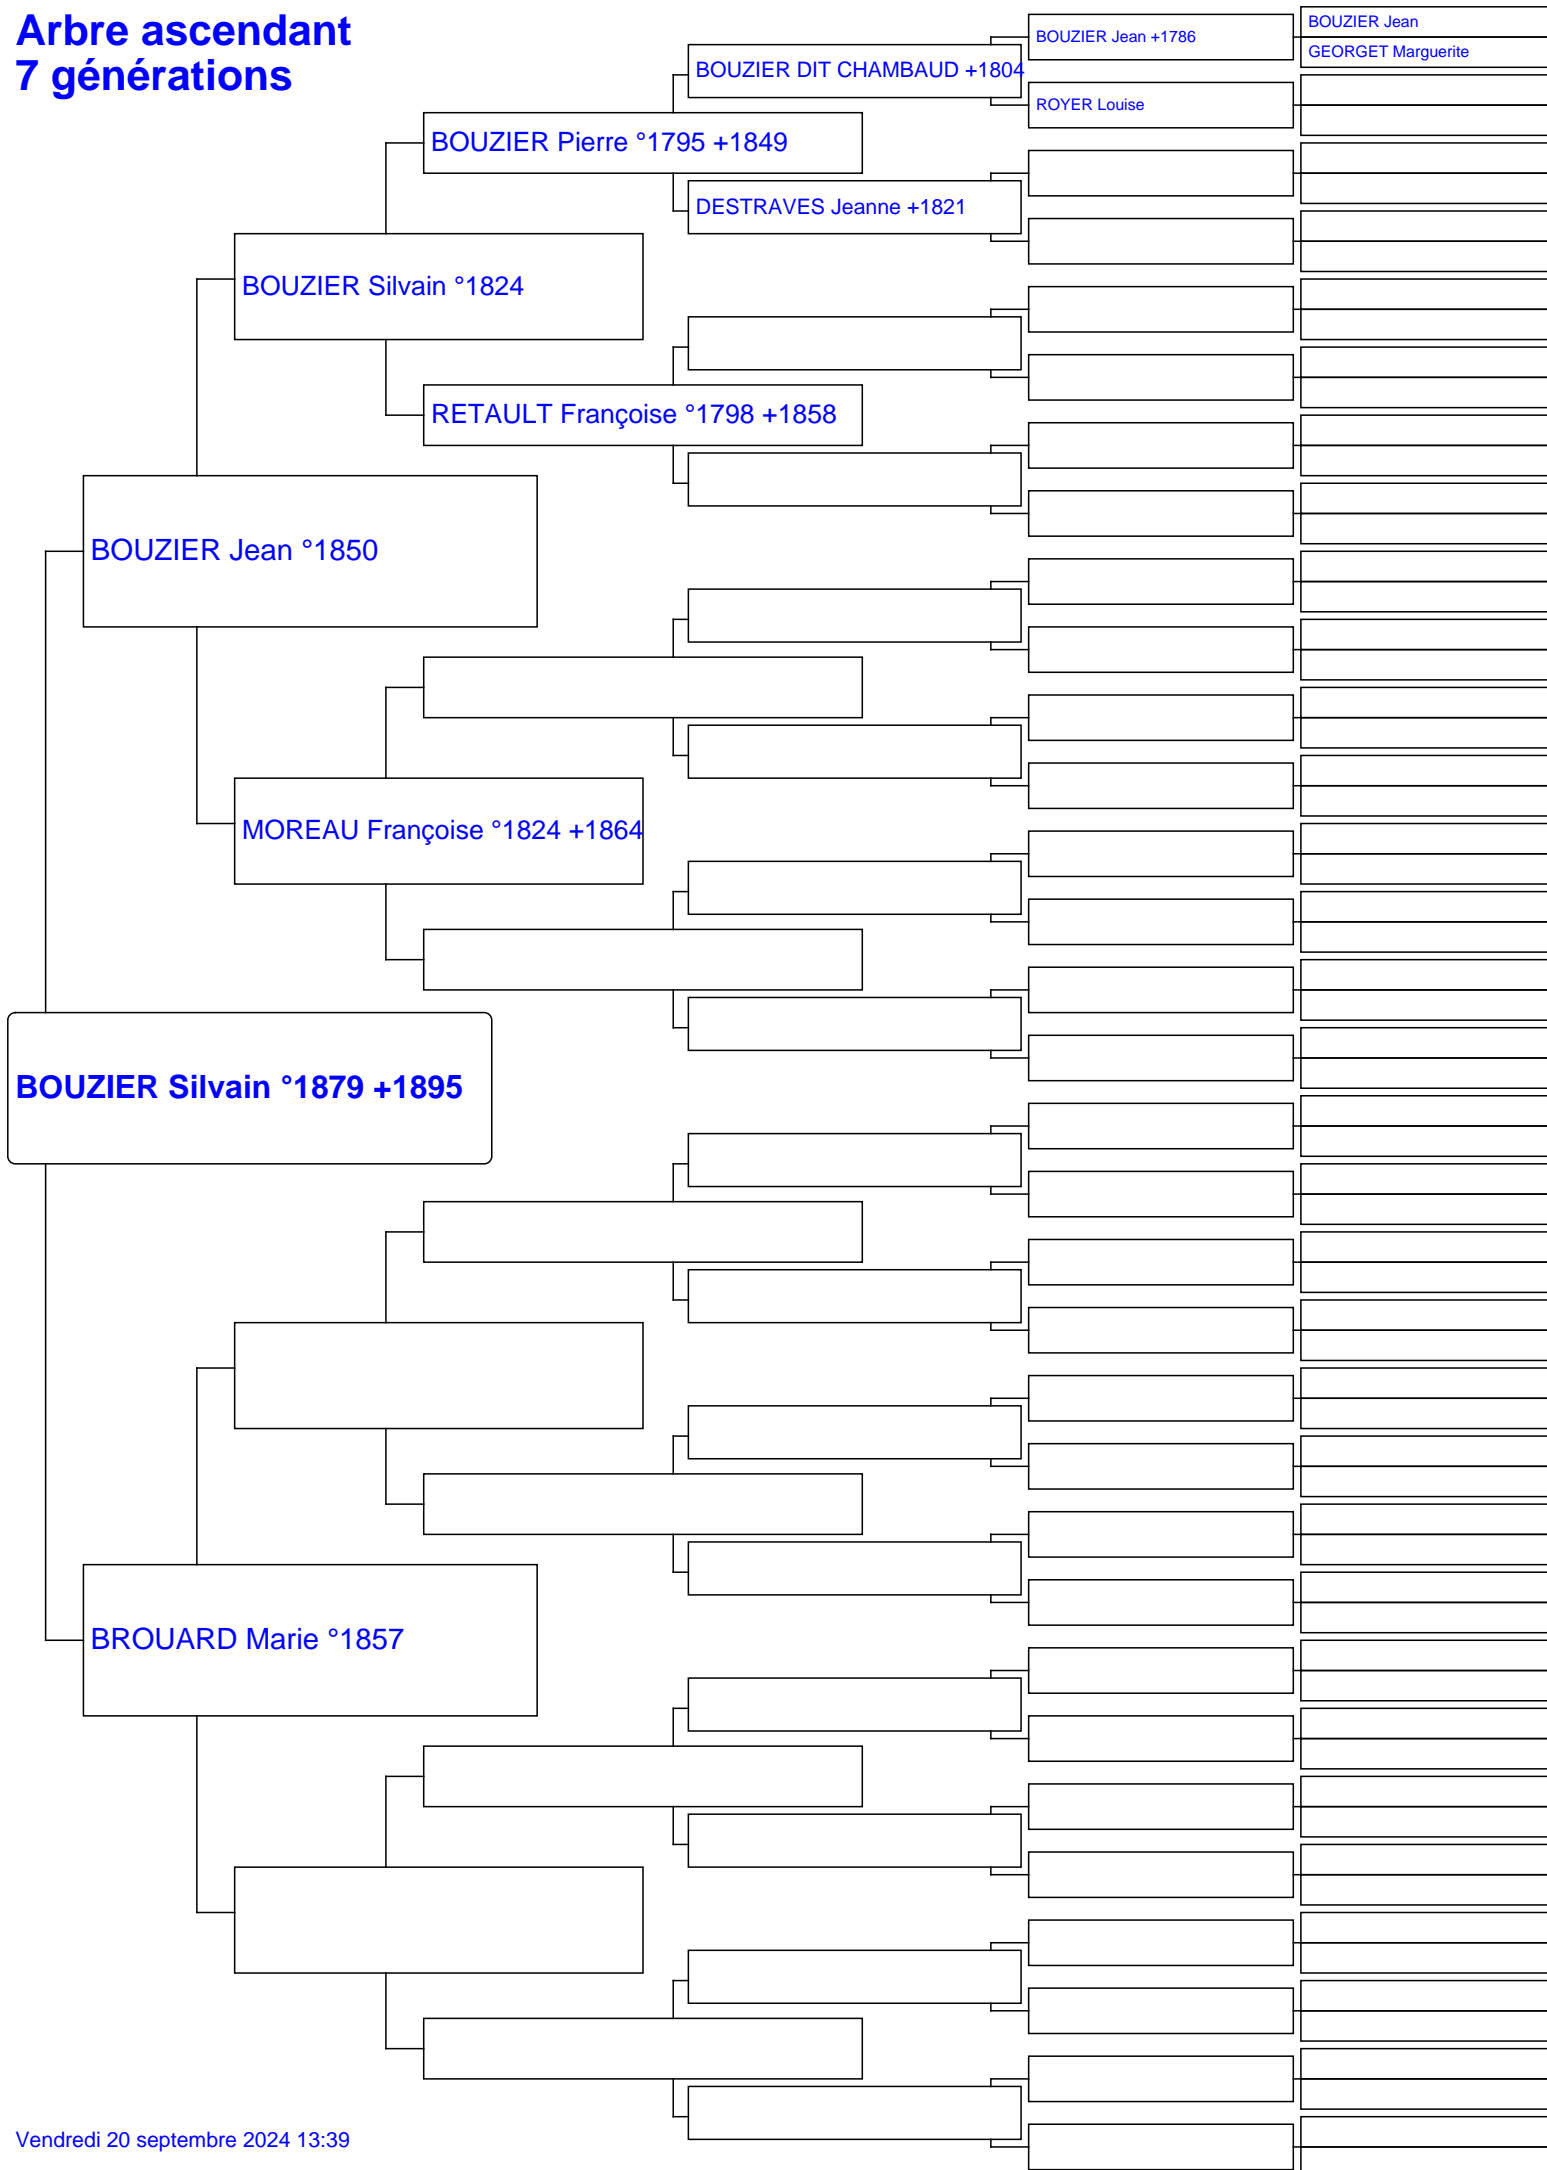 Arbre ascendant
7 générations
BOUZIER Jean
GEORGET Marguerite
BOUZIER Jean +1786
BOUZIER DIT CHAMBAUD +1804
ROYER Louise
BOUZIER Pierre °1795 +1849
DESTRAVES Jeanne +1821
BOUZIER Silvain °1824
RETAULT Françoise °1798 +1858
BOUZIER Jean °1850
MOREAU Françoise °1824 +1864
BOUZIER Silvain °1879 +1895
BROUARD Marie °1857
Vendredi 20 septembre 2024 13:39